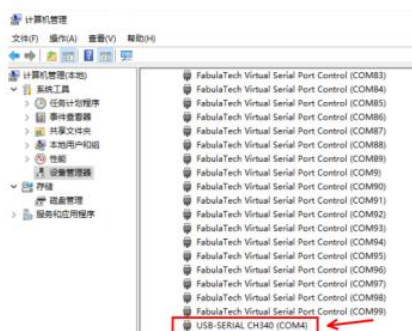 计算机管理
文件(F) 操作(A) 查看(V) 帮助(H)
计算机管理(本地)
系统工具
任务计划程序
事件查看器
共享文件夹
本地用户和组
性能
设备管理器
存储
磁盘管理
服务和应用程序
FabulaTech Virtual Serial Port Control (COM83)
FabulaTech Virtual Serial Port Control (COM84)
FabulaTech Virtual Serial Port Control (COM85)
FabulaTech Virtual Serial Port Control (COM86)
FabulaTech Virtual Serial Port Control (COM87)
FabulaTech Virtual Serial Port Control (COM88)
FabulaTech Virtual Serial Port Control (COM89)
FabulaTech Virtual Serial Port Control (COM9)
FabulaTech Virtual Serial Port Control (COM90)
FabulaTech Virtual Serial Port Control (COM91)
FabulaTech Virtual Serial Port Control (COM92)
FabulaTech Virtual Serial Port Control (COM93)
FabulaTech Virtual Serial Port Control (COM94)
FabulaTech Virtual Serial Port Control (COM95)
FabulaTech Virtual Serial Port Control (COM96)
FabulaTech Virtual Serial Port Control (COM97)
FabulaTech Virtual Serial Port Control (COM98)
FabulaTech Virtual Serial Port Control (COM99)
USB-SERIAL CH340 (COM4)